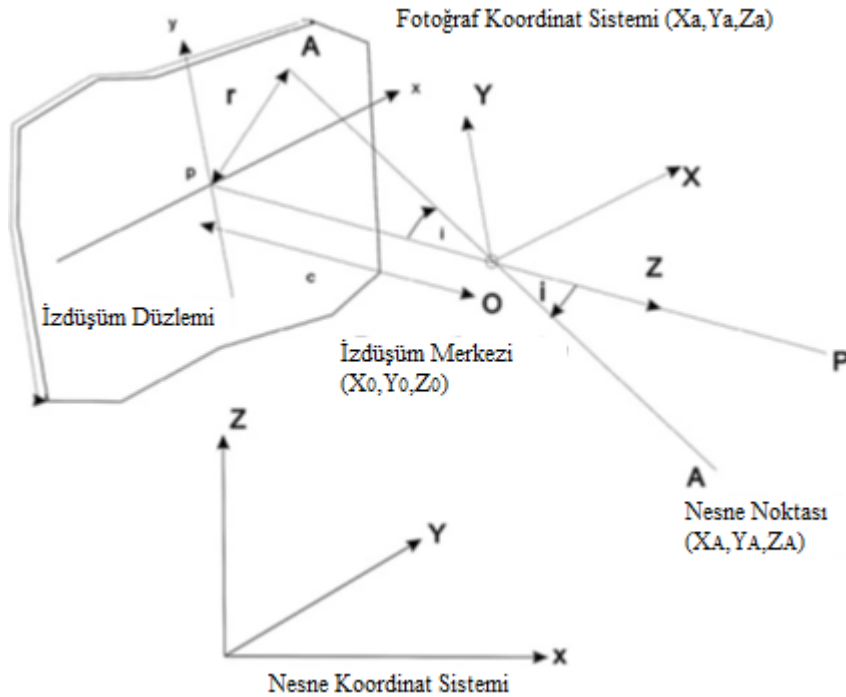 Fotoğraf Koordinat Sistemi (Xa,Ya,Za)
y
A
r
x
Y
p
X
i
Z
c
i
O
İzdüşüm Düzlemi
İzdüşüm Merkezi
(X0,Y0,Z0)
P
Z
A
Nesne Noktası
(XA,YA,ZA)
Y
X
Nesne Koordinat Sistemi